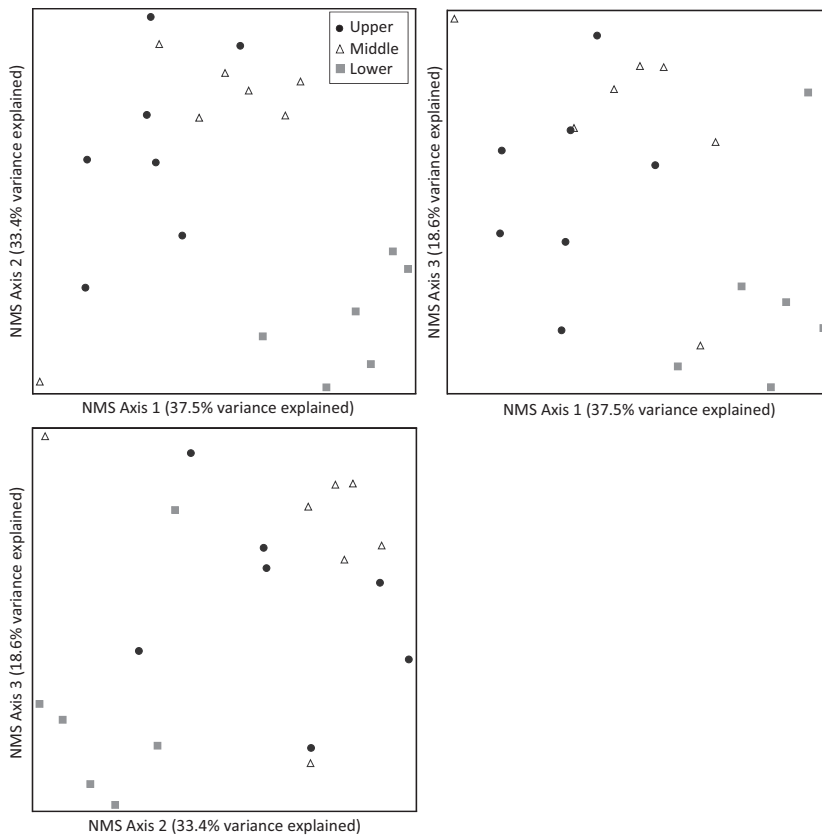 Upper
Middle
Lower
NMS Axis 2 (33.4% variance explained)
NMS Axis 1 (37.5% variance explained)
NMS Axis 3 (18.6% variance explained)
NMS Axis 1 (37.5% variance explained)
NMS Axis 3 (18.6% variance explained)
NMS Axis 2 (33.4% variance explained)